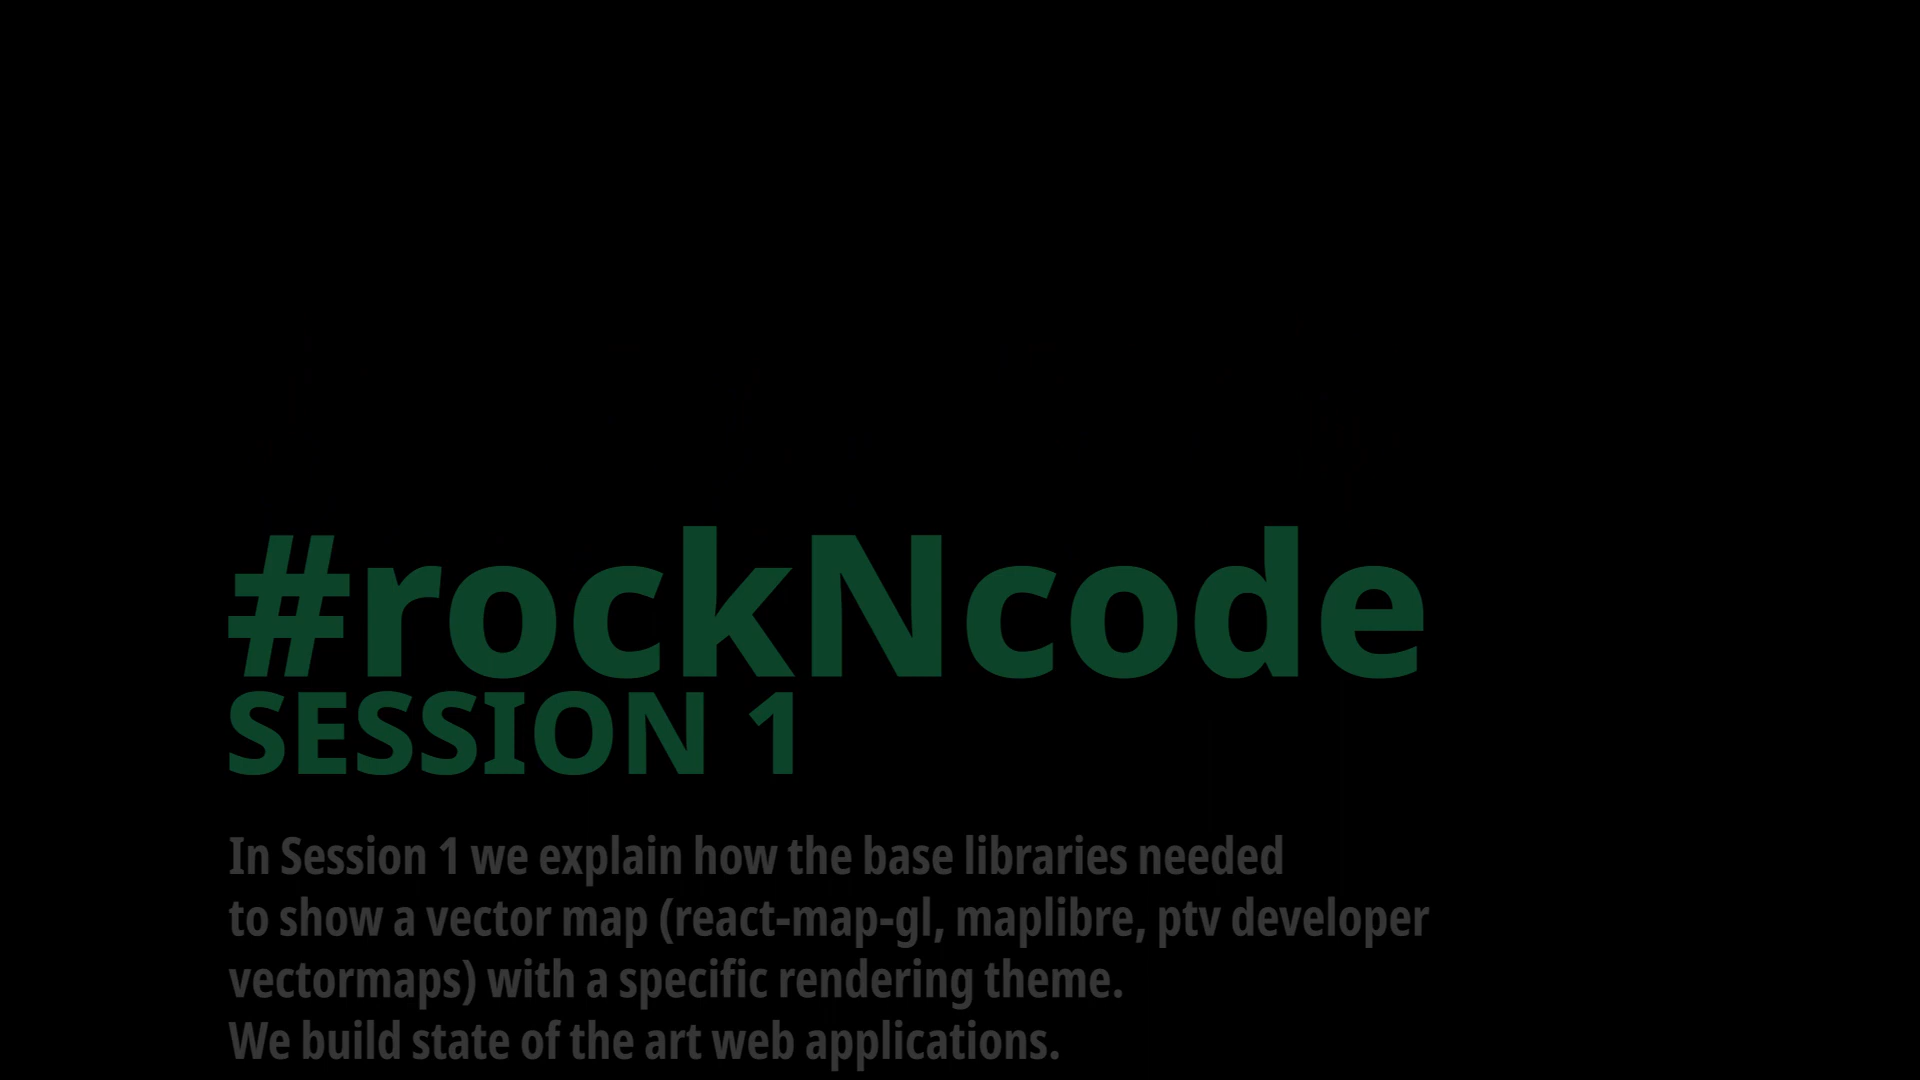 #rockNcode
SESSION 1
In Session 1 we explain how the base libraries needed
to show a vector map (react-map-gl, maplibre, ptv developer
vectormaps) with a specific rendering theme.
We build state of the art web applications.